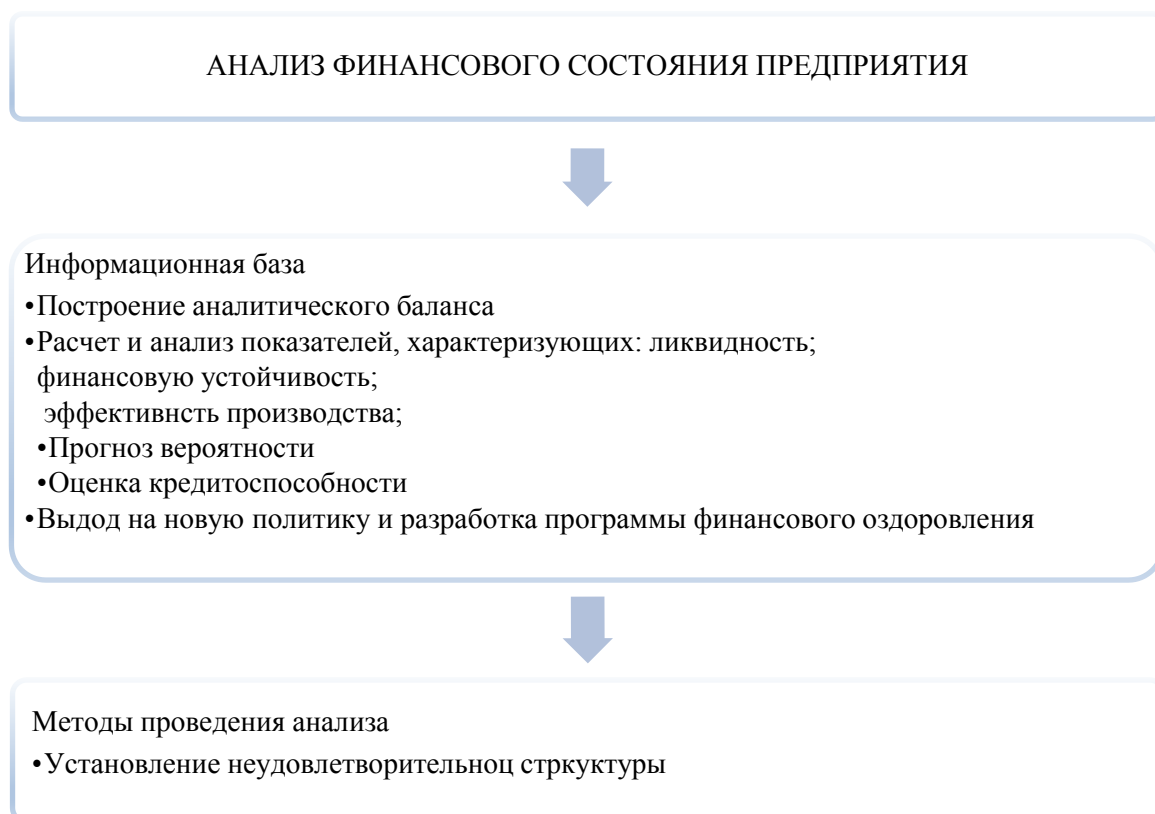 АНАЛИЗ ФИНАНСОВОГО СОСТОЯНИЯ ПРЕДПРИЯТИЯ
Информационная база
•Построение аналитического баланса
•Расчет и анализ показателей, характеризующих: ликвидность;
финансовую устойчивость;
эффективнсть производства;
•Прогноз вероятности
•Оценка кредитоспособности
•Выдод на новую политику и разработка программы финансового оздоровления
Методы проведения анализа
•Установление неудовлетворительноц стркуктуры